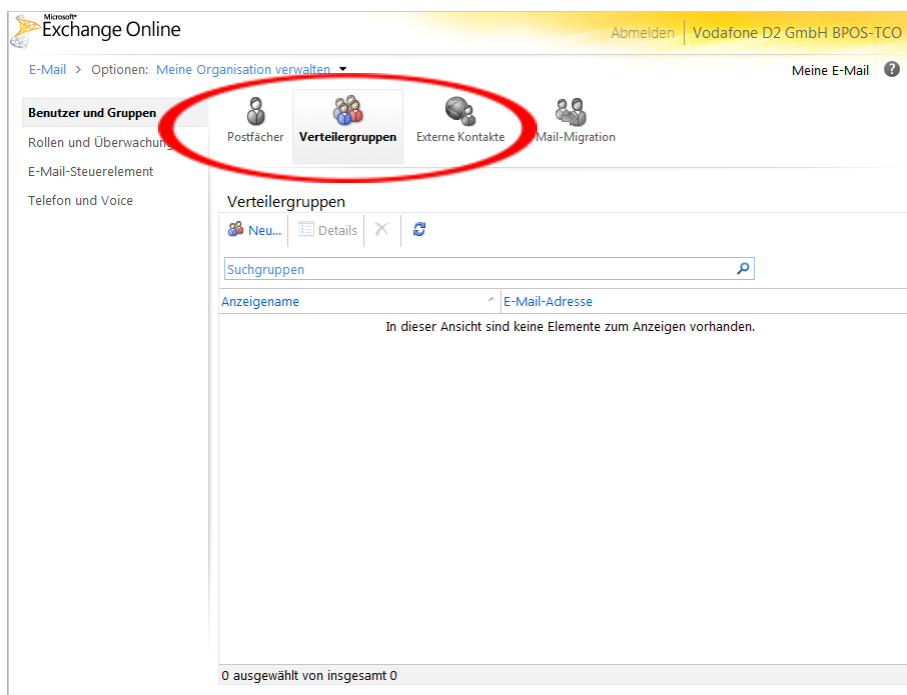 Microsoft
Exchange Online
Abmelden Vodafone D2 GmbH BPOS-TCO
E-Mail > Optionen: Meine Organisation verwalten
Meine E-Mail ?
Benutzer und Gruppen
Rollen und Überwachung
E-Mail-Steuerelement
Telefon und Voice
Postfächer Verteilergruppen Externe Kontakte -Mail-Migration
Verteilergruppen
Neu... Details
Suchgruppen
Anzeigename E-Mail-Adresse
In dieser Ansicht sind keine Elemente zum Anzeigen vorhanden.
0 ausgewählt von insgesamt 0